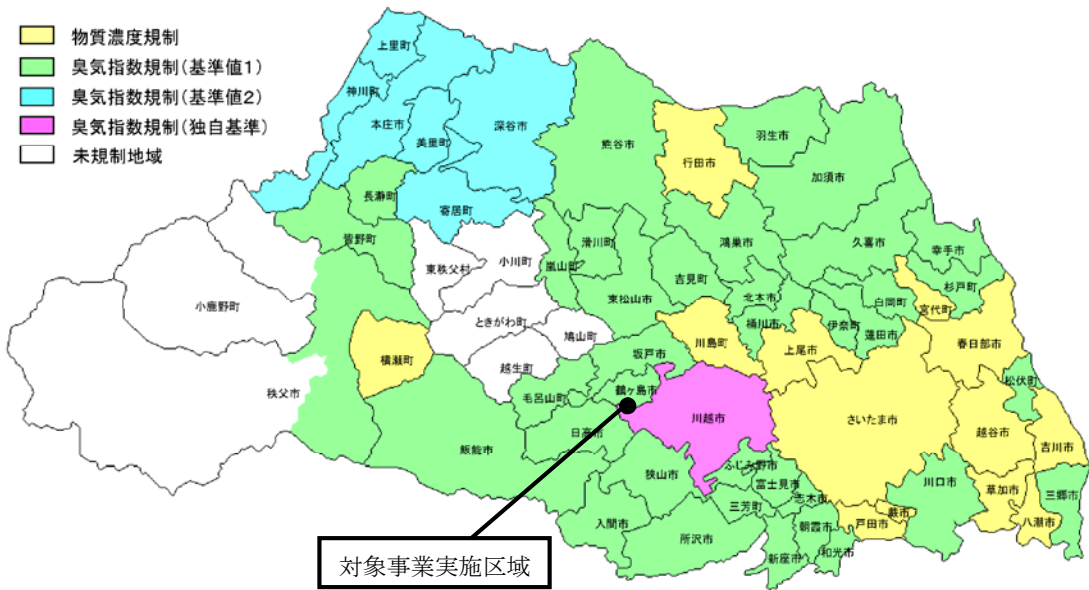 物質濃度規制
臭気指数規制(基準値1)
臭気指数規制(基準値2)
臭気指数規制(独自基準)
未規制地域
上里町
神川町
本庄市
美里町
深谷市
寄居町
長瀞町
皆野町
熊谷市
行田市
羽生市
加須市
小鹿野町
東秩父村
小川町
嵐山町
滑川町
吉見町
鴻巣市
久喜市
幸手市
杉戸町
東松山市
北本市
白岡町
宮代町
ときがわ町
鳩山町
桶川市
伊奈町
蓮田市
横瀬町
越生町
坂戸市
川島町
上尾市
春日部市
秩父市
毛呂山町
鶴ヶ島市
川越市
さいたま市
松伏町
日高市
越谷市
吉川市
飯能市
狭山市
ふじみ野市
富士見市
志木市
川口市
草加市
三郷市
入間市
三芳町
朝霞市
戸田市
蕨市
八潮市
所沢市
新座市
和光市
対象事業実施区域